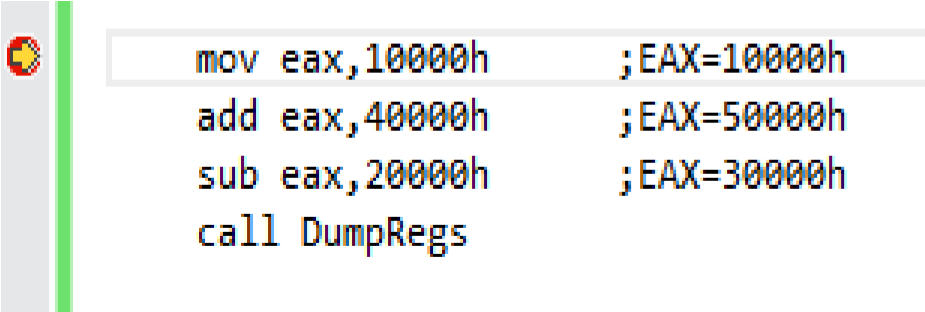 mov eax,10000h ;EAX=10000h
add eax,40000h ;EAX=50000h
sub eax,20000h ;EAX=30000h
call DumpRegs